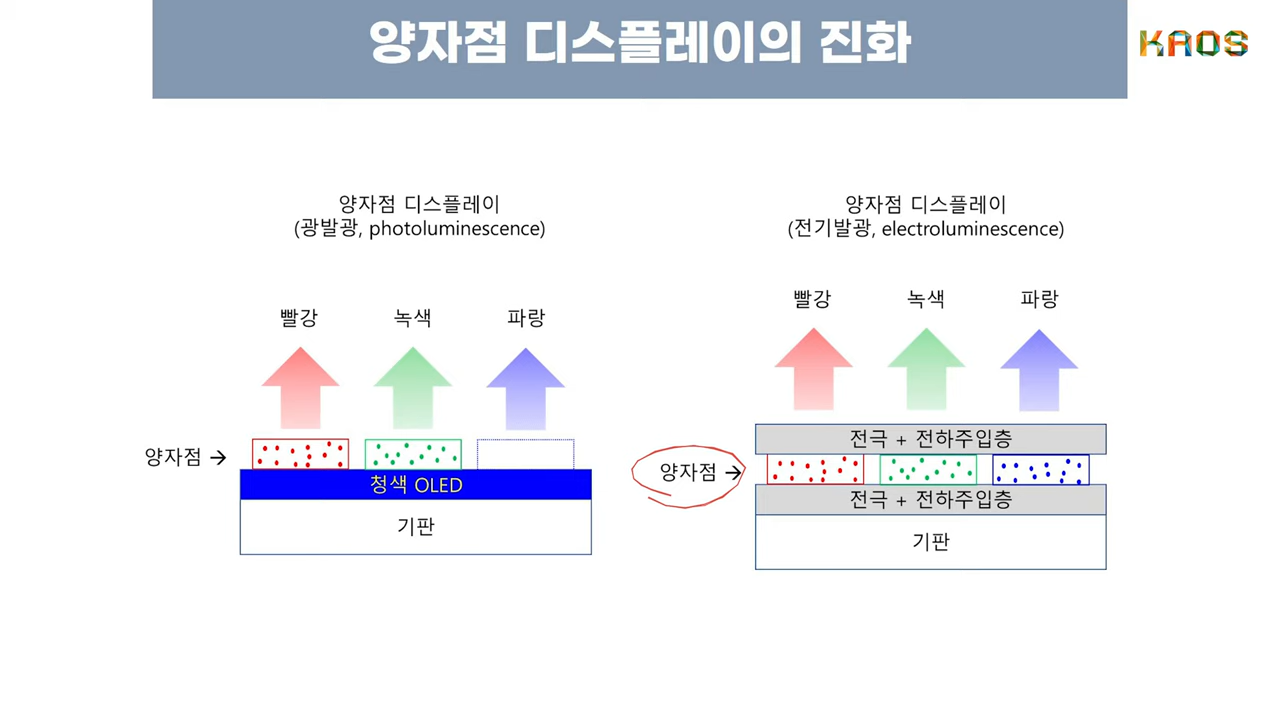 양자점 디스플레이의 진화
KAOS
양자점 디스플레이
(광발광, photoluminescence)
빨강
녹색
파랑
양자점 →
청색 OLED
기판
양자점 디스플레이
(전기발광, electroluminescence)
빨강
녹색
파랑
전극 + 전하주입층
양자점 →
전극 + 전하주입층
기판